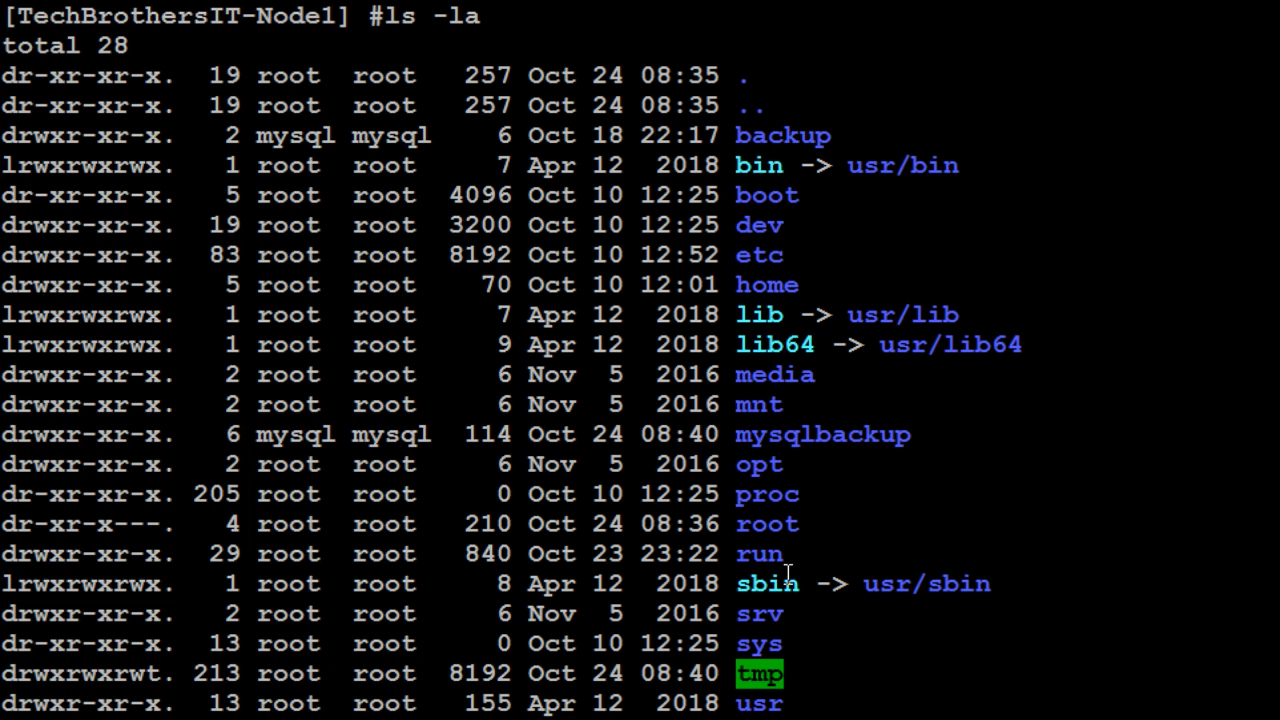 [TechBrothersIT-Node1] #ls -la
total 28
dr-xr-xr-x.  19 root  root   257 Oct 24 08:35 .
dr-xr-xr-x.  19 root  root   257 Oct 24 08:35 ..
drwxr-xr-x.   2 mysql mysql    6 Oct 18 22:17 backup
lrwxrwxrwx.   1 root  root     7 Apr 12  2018 bin -> usr/bin
dr-xr-xr-x.   5 root  root  4096 Oct 10 12:25 boot
drwxr-xr-x.  19 root  root  3200 Oct 10 12:25 dev
drwxr-xr-x.  83 root  root  8192 Oct 10 12:52 etc
drwxr-xr-x.   5 root  root    70 Oct 10 12:01 home
lrwxrwxrwx.   1 root  root     7 Apr 12  2018 lib -> usr/lib
lrwxrwxrwx.   1 root  root     9 Apr 12  2018 lib64 -> usr/lib64
drwxr-xr-x.   2 root  root     6 Nov  5  2016 media
drwxr-xr-x.   2 root  root     6 Nov  5  2016 mnt
drwxr-xr-x.   6 mysql mysql  114 Oct 24 08:40 mysqlbackup
drwxr-xr-x.   2 root  root     6 Nov  5  2016 opt
dr-xr-xr-x. 205 root  root     0 Oct 10 12:25 proc
dr-xr-x---.   4 root  root   210 Oct 24 08:36 root
drwxr-xr-x.  29 root  root   840 Oct 23 23:22 run
lrwxrwxrwx.   1 root  root     8 Apr 12  2018 sbin -> usr/sbin
drwxr-xr-x.   2 root  root     6 Nov  5  2016 srv
dr-xr-xr-x.  13 root  root     0 Oct 10 12:25 sys
drwxrwxrwt. 213 root  root  8192 Oct 24 08:40 tmp
drwxr-xr-x.  13 root  root   155 Apr 12  2018 usr